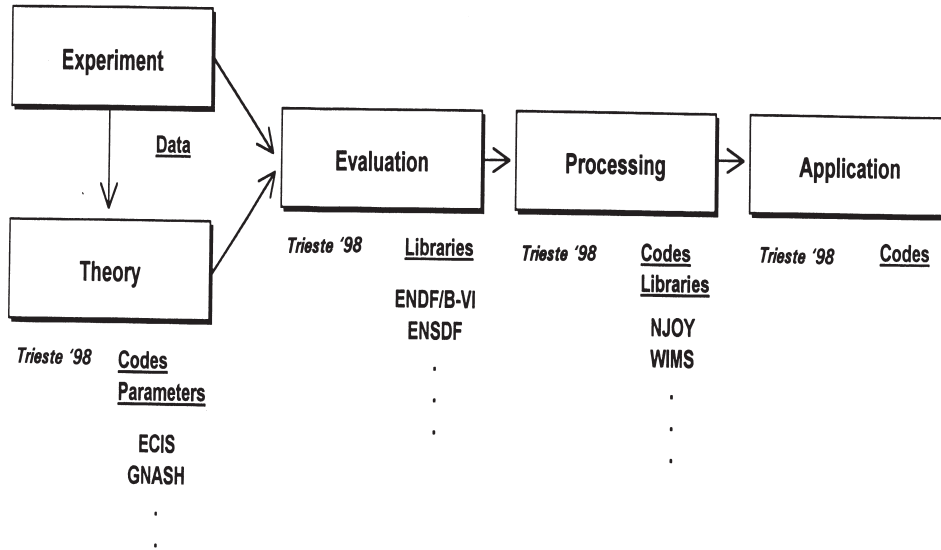 Experiment
Data
Theory
Trieste '98
Codes
Parameters
ECIS
GNASH
.
.
Evaluation
Trieste '98
Libraries
ENDF/B-VI
ENSDF
.
.
.
Processing
Trieste '98
Codes
Libraries
NJOY
WIMS
.
.
.
Application
Trieste '98
Codes